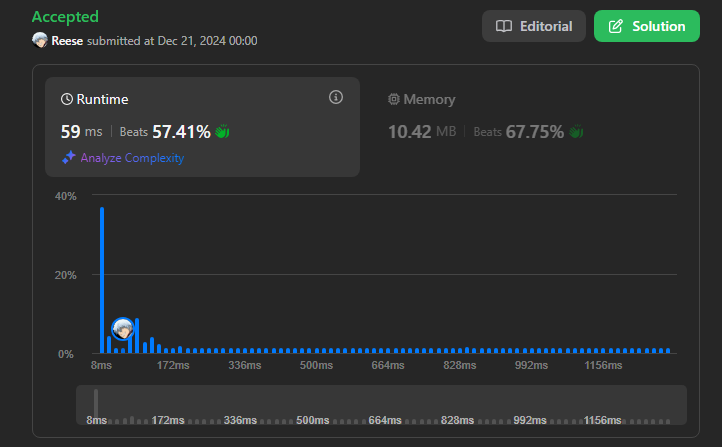 Accepted
Editorial
Solution
Reese submitted at Dec 21, 2024 00:00
Runtime
Memory
59 ms | Beats 57.41%
10.42 MB | Beats 67.75%
Analyze Complexity
40%
20%
0%
8ms 172ms 336ms 500ms 664ms 828ms 992ms 1156ms
8ms 172ms 336ms 500ms 664ms 828ms 992ms 1156ms